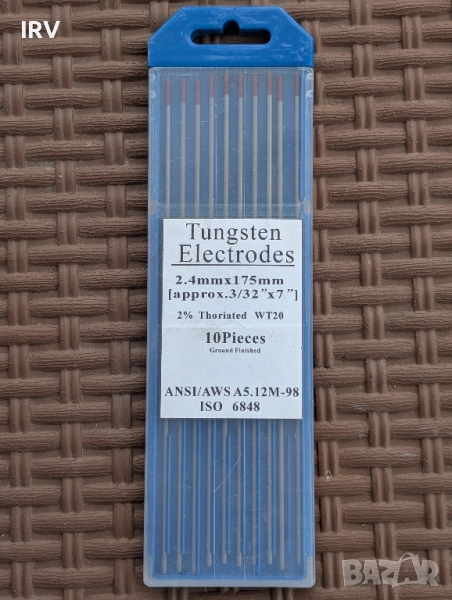 IRV
Tungsten
Electrodes
2.4mmx175mm
[approx.3/32"x7"]
2% Thoriated WT20
10Pieces
Ground Finished
ANSI/AWS A5.12M-98
ISO 6848
BAZAR